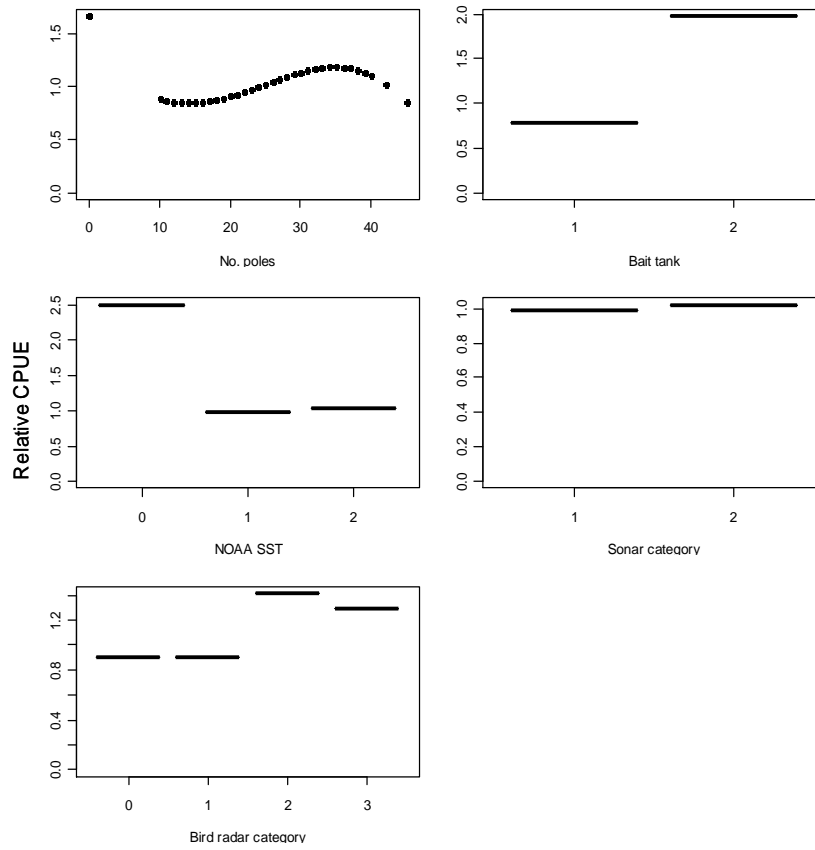 0.0 0.5 1.0 1.5
0 10 20 30 40
No. poles
0.0 0.5 1.0 1.5 2.0
1 2
Bait tank
Relative CPUE
0.0 0.5 1.0 1.5 2.0 2.5
0 1 2
NOAA SST
0.0 0.2 0.4 0.6 0.8 1.0
1 2
Sonar category
0.0 0.4 0.8 1.2
0 1 2 3
Bird radar category